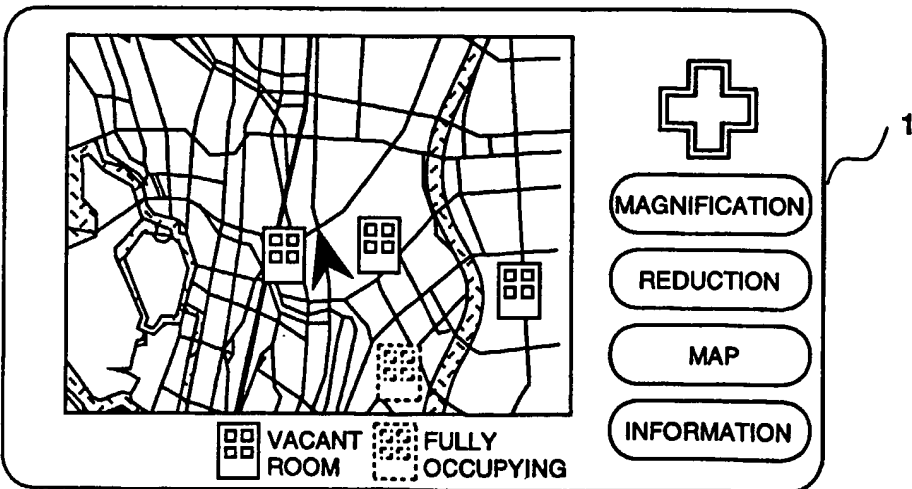 1
MAGNIFICATION
REDUCTION
MAP
INFORMATION
VACANT
ROOM
FULLY
OCCUPYING